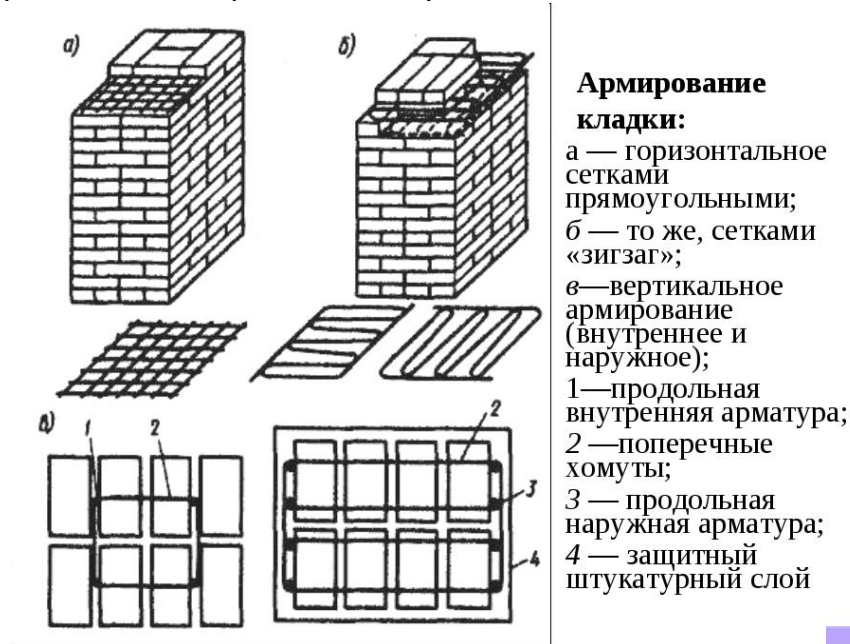 а)
б)
Армирование
кладки:
а — горизонтальное
сетками
прямоугольными;
б — то же, сетками
«зигзаг»;
в—вертикальное
армирование
(внутреннее и
наружное);
1—продольная
внутренняя арматура;
2 —поперечные
хомуты;
3 — продольная
наружная арматура;
4 — защитный
штукатурный слой
в)
1
2
2
3
4